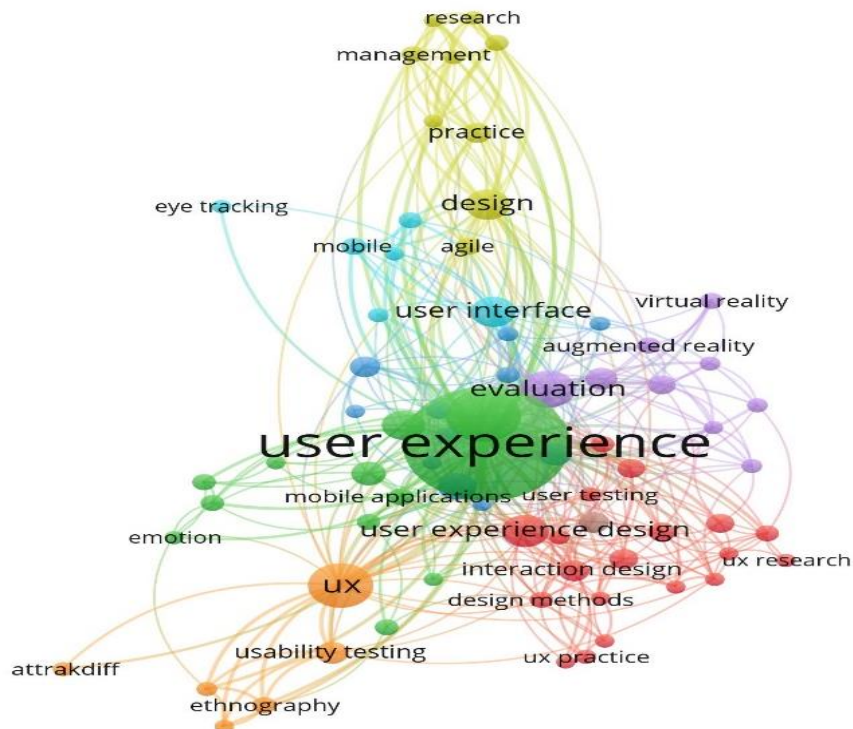 research
management
practice
eye tracking
design
mobile
agile
virtual reality
user interface
augmented reality
evaluation
user experience
mobile applications
user testing
user experience design
emotion
ux research
interaction design
ux
design methods
usability testing
ux practice
attrakdiff
ethnography